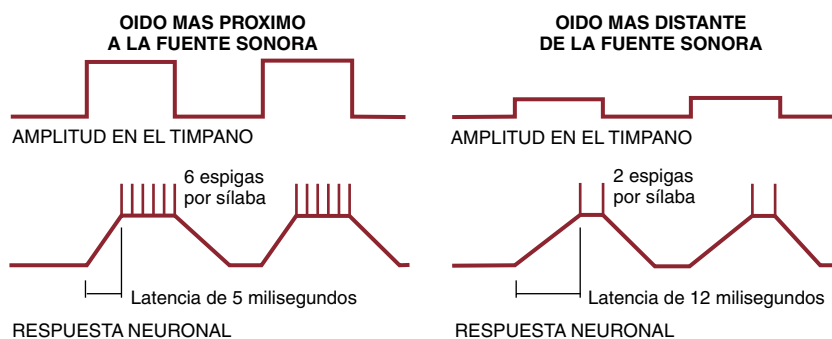 OIDO MAS PROXIMO
A LA FUENTE SONORA
AMPLITUD EN EL TIMPANO
6 espigas
por sílaba
Latencia de 5 milisegundos
RESPUESTA NEURONAL
OIDO MAS DISTANTE
DE LA FUENTE SONORA
AMPLITUD EN EL TIMPANO
2 espigas
por sílaba
Latencia de 12 milisegundos
RESPUESTA NEURONAL